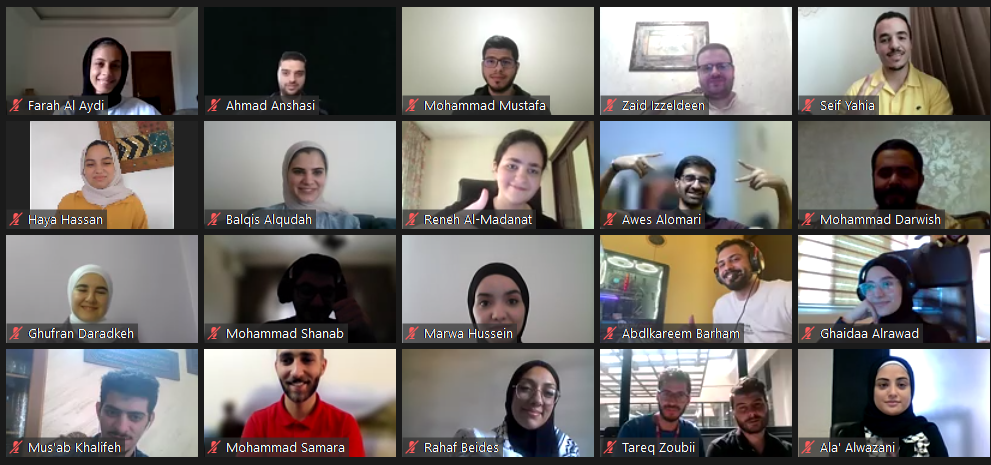 Farah Al Aydi
Ahmad Anshasi
Mohammad Mustafa
Zaid Izzeldeen
Seif Yahia
Haya Hassan
Balqis Alqudah
Reneh Al-Madanat
Awes Alomari
Mohammad Darwish
Ghufran Daradkeh
Mohammad Shanab
Marwa Hussein
Abdlkareem Barham
Ghaidaa Alrawad
Mus'ab Khalifeh
Mohammad Samara
Rahaf Beides
Tareq Zoubii
Ala' Alwazani